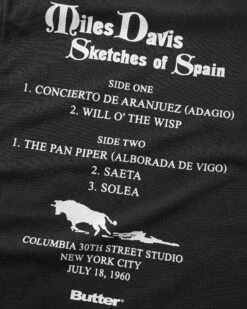 Miles Davis
Sketches of Spain
SIDE ONE
1. CONCIERTO DE ARANJUEZ (ADAGIO)
2. WILL O' THE WISP
SIDE TWO
1. THE PAN PIPER (ALBORADA DE VIGO)
2. SAETA
3. SOLEA
COLUMBIA 30TH STREET STUDIO
NEW YORK CITY
JULY 18, 1960
Butter